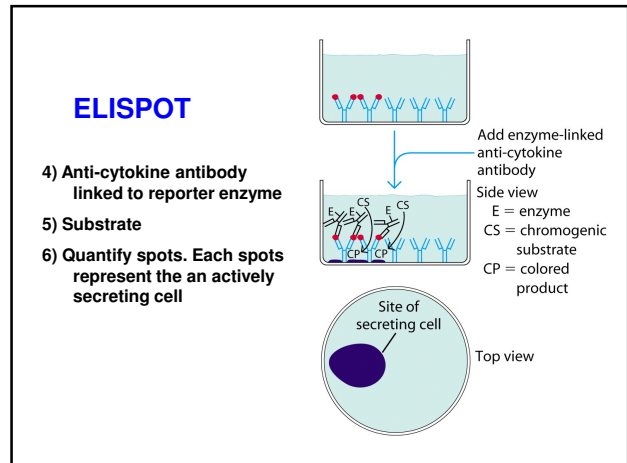 ELISPOT
4) Anti-cytokine antibody
linked to reporter enzyme
5) Substrate
6) Quantify spots. Each spots
represent the an actively
secreting cell
Add enzyme-linked
anti-cytokine
antibody
Side view
E = enzyme
CS = chromogenic
substrate
CP = colored
product
E E CS E CS
CP CP
Site of
secreting cell
Top view